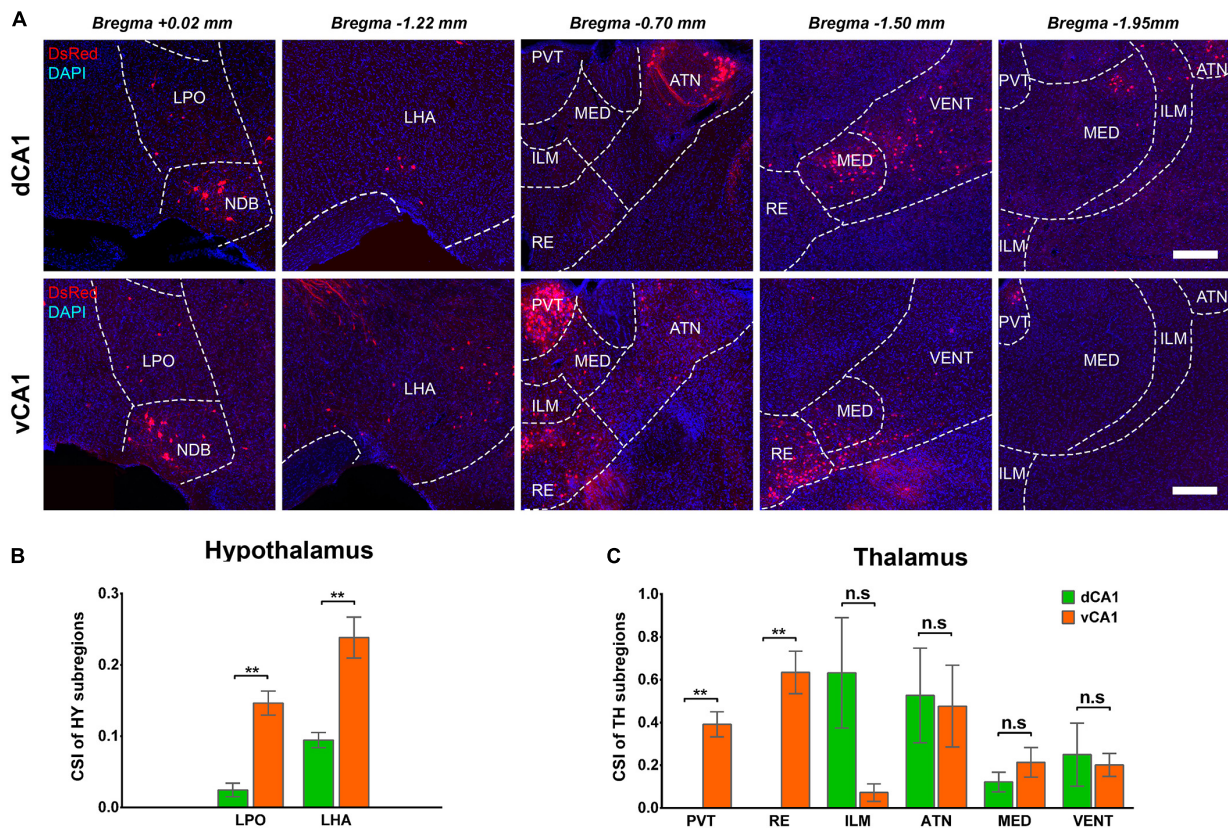 A
Bregma +0.02 mm
Bregma -1.22 mm
Bregma -0.70 mm
Bregma -1.50 mm
Bregma -1.95mm
dCA1
DsRed
DAPI
LPO
NDB
LHA
PVT
MED
ATN
ILM
RE
VENT
MED
RE
PVT
MED
ILM
ATN
ILM
vCA1
DsRed
DAPI
LPO
NDB
LHA
PVT
MED
ATN
ILM
RE
VENT
MED
RE
PVT
MED
ILM
ATN
ILM
B
Hypothalamus
CSI of HY subregions
0.3
0.2
0.1
0.0
**
**
LPO
LHA
C
Thalamus
CSI of TH subregions
1.0
0.8
0.6
0.4
0.2
0.0
**
**
n.s
n.s
n.s
n.s
dCA1
vCA1
PVT
RE
ILM
ATN
MED
VENT